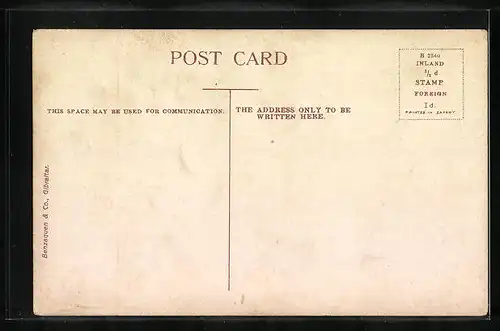 POST CARD
THIS SPACE MAY BE USED FOR COMMUNICATION.
THE ADDRESS ONLY TO BE
WRITTEN HERE.
INLAND
½ d
STAMP
FOREIGN
1d.
PRINTED IN SAXONY
Benzaquen & Co., Gibraltar.